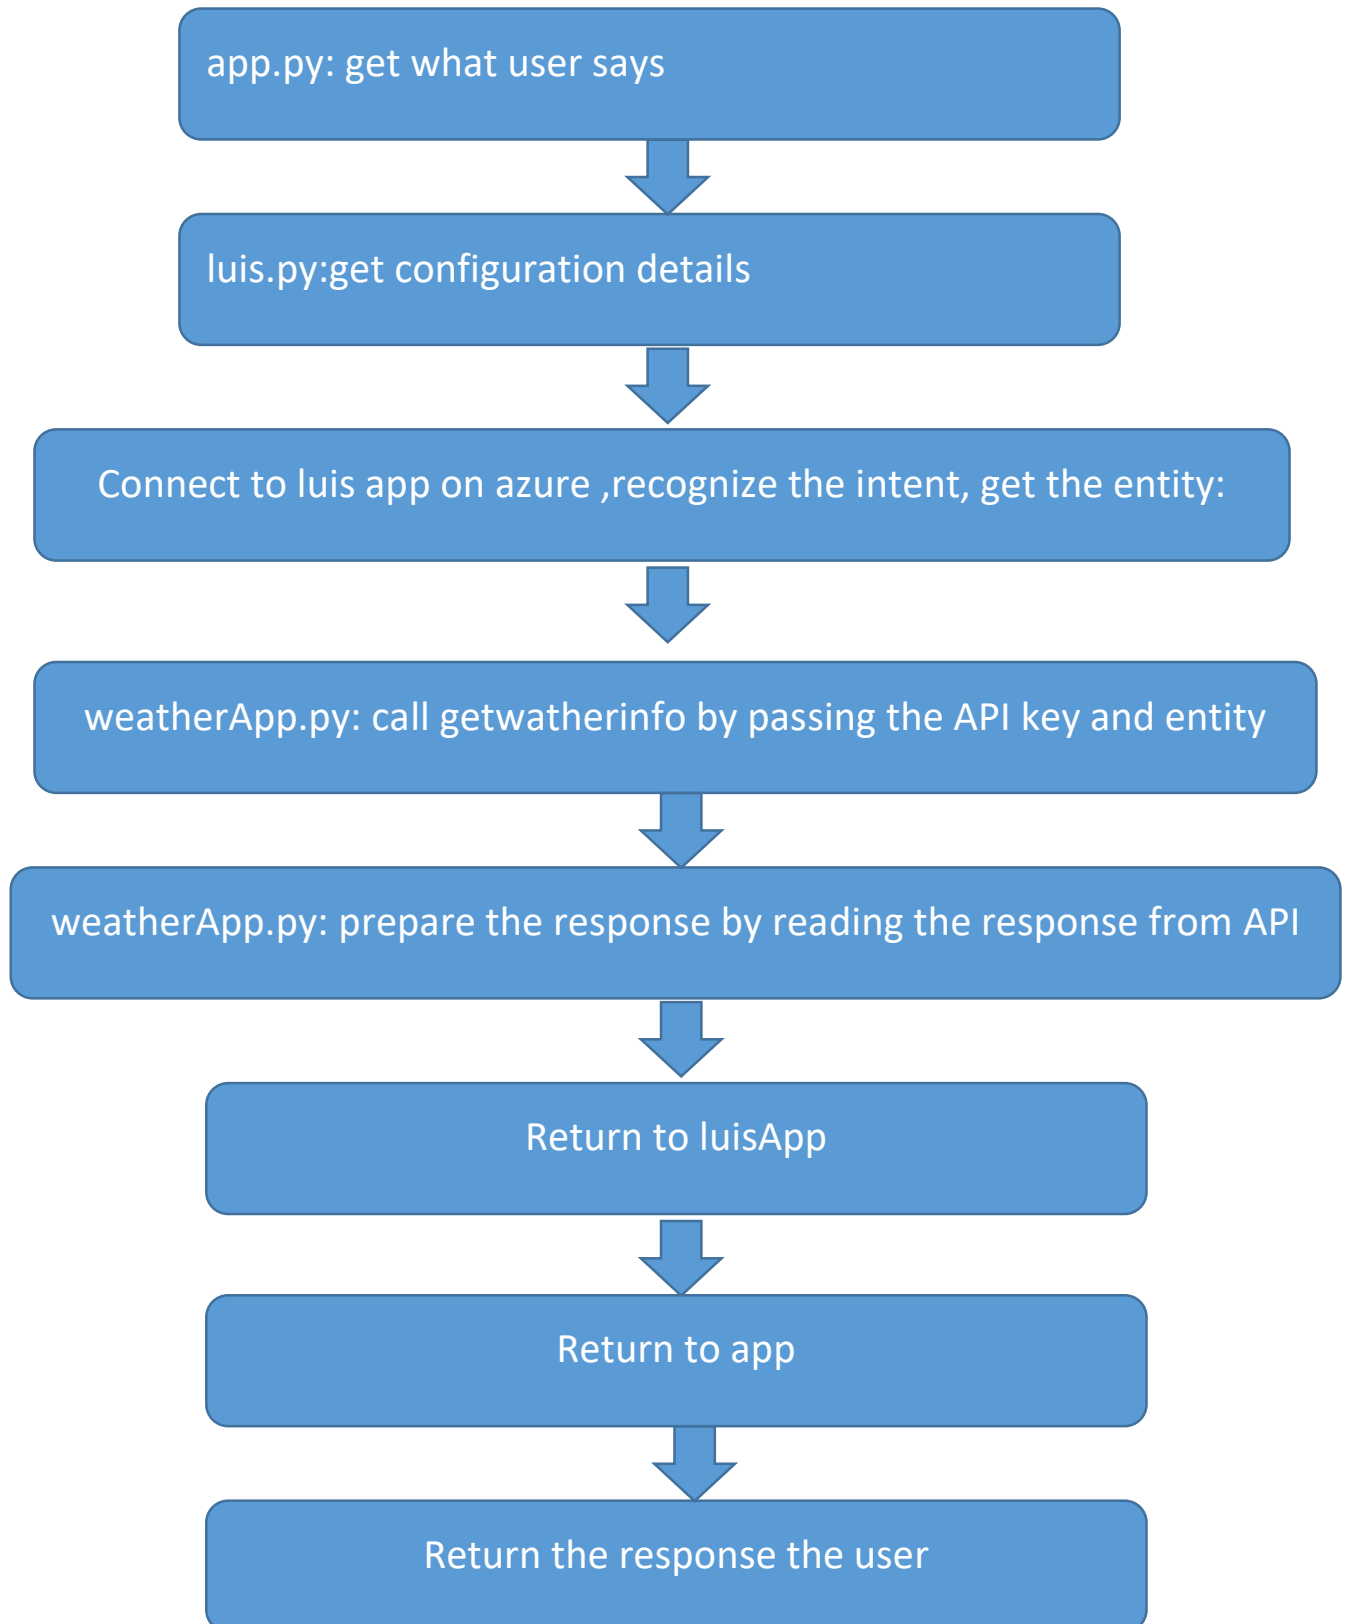 app.py: get what user says
luis.py:get configuration details
Connect to luis app on azure ,recognize the intent, get the entity:
weatherApp.py: call getwatherinfo by passing the API key and entity
weatherApp.py: prepare the response by reading the response from API
Return to luisApp
Return to app
Return the response the user